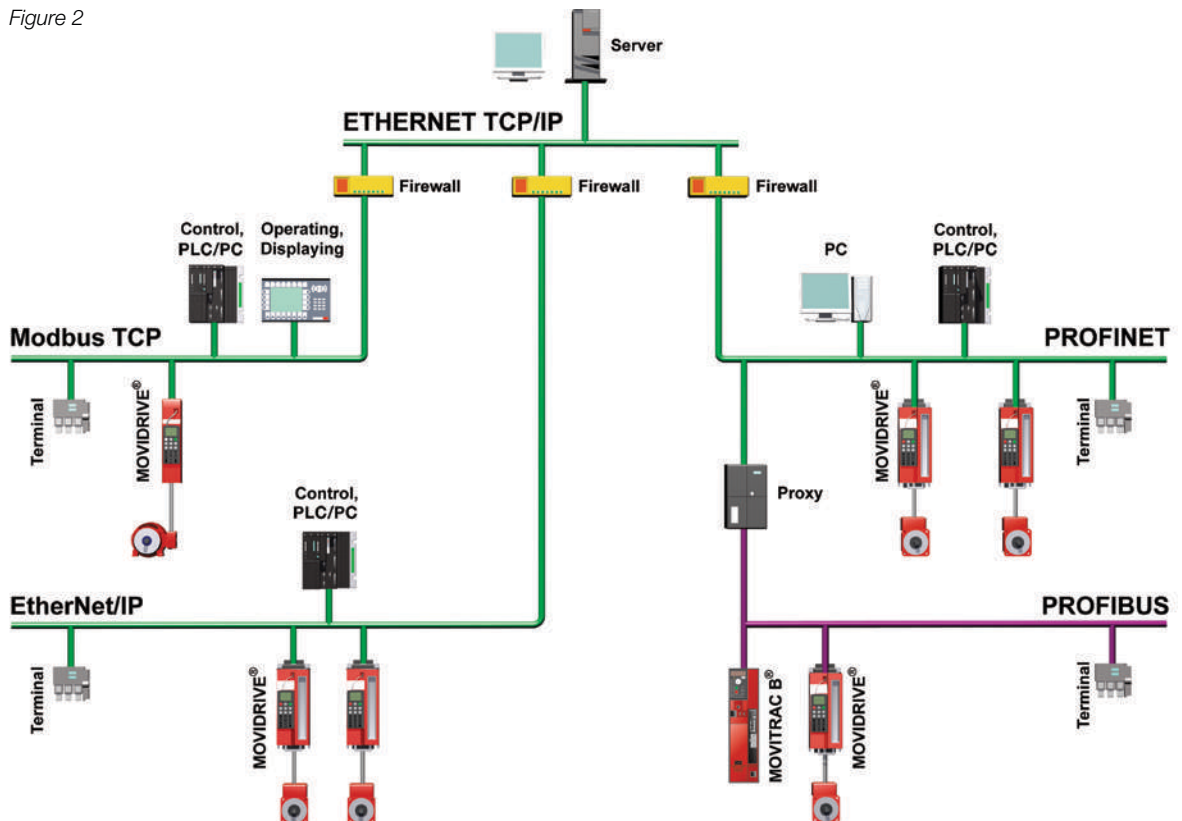 Figure 2
Server
ETHERNET TCP/IP
Firewall
Firewall
Firewall
Control,
PLC/PC
Operating,
Displaying
PC
Control,
PLC/PC
Modbus TCP
PROFINET
Terminal
MOVIDRIVE®
MOVIDRIVE®
Terminal
Control,
PLC/PC
Proxy
EtherNet/IP
PROFIBUS
Terminal
MOVIDRIVE®
MOVITRAC B®
MOVIDRIVE®
Terminal